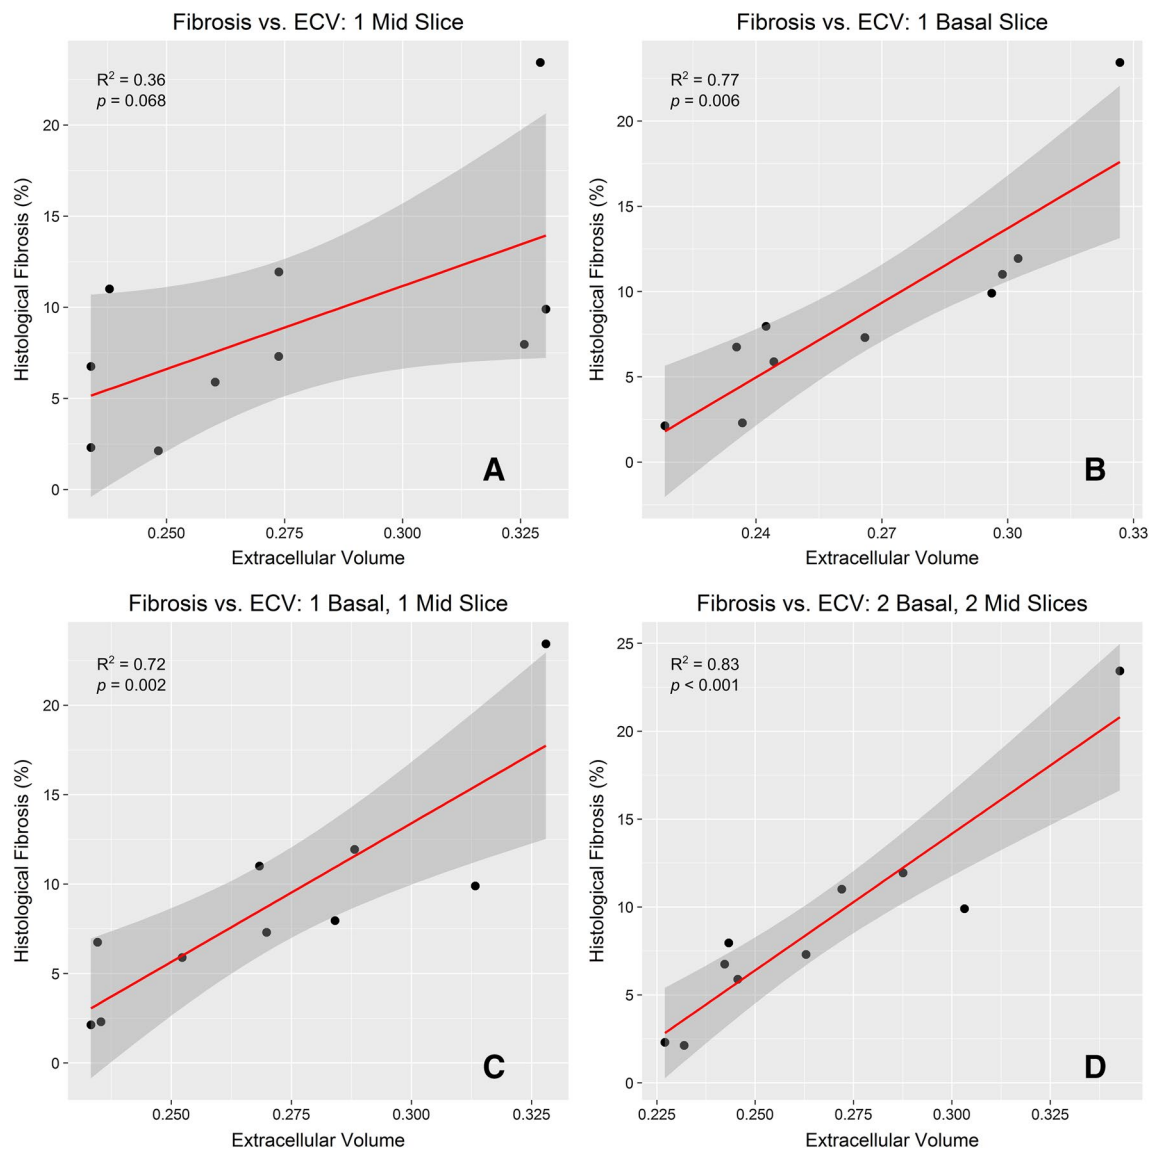 Fibrosis vs. ECV: 1 Mid Slice
R² = 0.36
p = 0.068
Histological Fibrosis (%)
20
15
10
5
0
A
0.250 0.275 0.300 0.325
Extracellular Volume
Fibrosis vs. ECV: 1 Basal Slice
R² = 0.77
p = 0.006
Histological Fibrosis (%)
20
15
10
5
0
B
0.24 0.27 0.30 0.33
Extracellular Volume
Fibrosis vs. ECV: 1 Basal, 1 Mid Slice
R² = 0.72
p = 0.002
Histological Fibrosis (%)
20
15
10
5
0
C
0.250 0.275 0.300 0.325
Extracellular Volume
Fibrosis vs. ECV: 2 Basal, 2 Mid Slices
R² = 0.83
p < 0.001
Histological Fibrosis (%)
25
20
15
10
5
0
D
0.225 0.250 0.275 0.300 0.325
Extracellular Volume